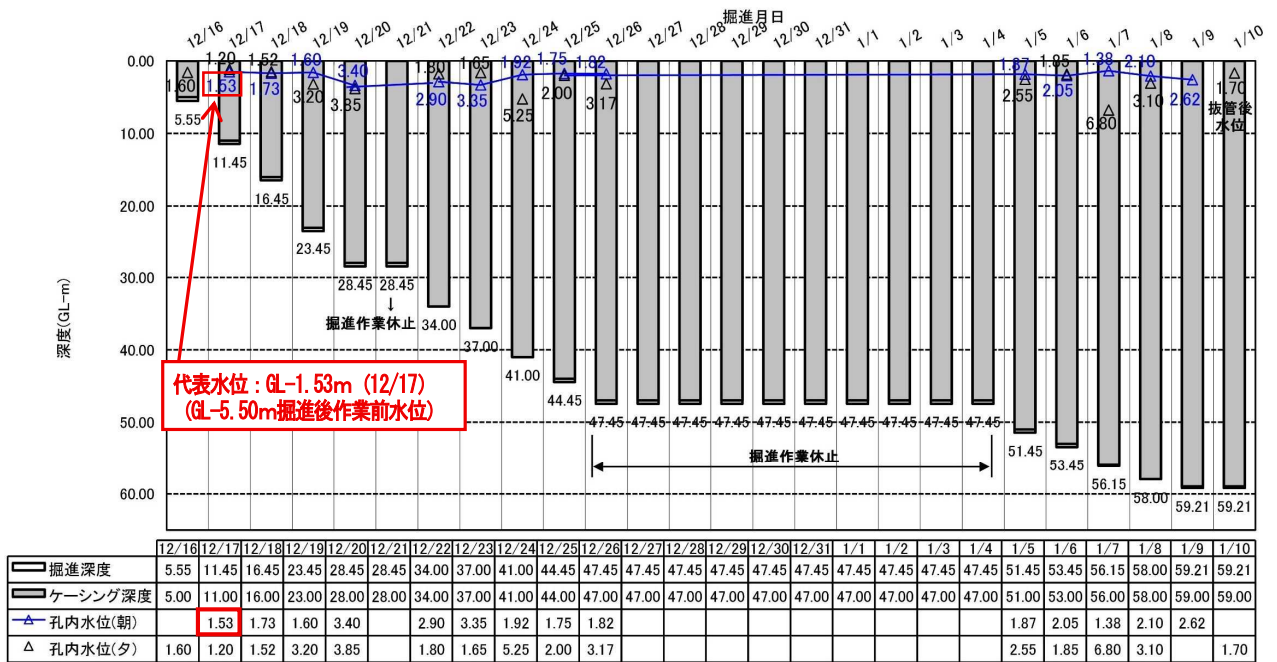 掘進月日
12/16 12/17 12/18 12/19 12/20 12/21 12/22 12/23 12/24 12/25 12/26 12/27 12/28 12/29 12/30 12/31 1/1 1/2 1/3 1/4 1/5 1/6 1/7 1/8 1/9 1/10
深度(GL-m)
0.00
10.00
20.00
30.00
40.00
50.00
60.00
1.20 1.52 1.60 3.40 1.80 1.65 1.92 1.75 1.82 1.87 1.85 1.38 2.10
1.60 1.53 1.73 3.20 3.85 2.90 3.35 5.25 2.00 3.17 2.55 2.05 6.80 3.10 2.62 1.70
抜管後
水位
5.55 11.45 16.45 23.45 28.45 28.45 34.00 37.00 41.00 44.45 47.45 47.45 47.45 47.45 47.45 47.45 47.45 47.45 47.45 47.45 51.45 53.45 56.15 58.00 59.21 59.21
↓
掘進作業休止
代表水位:GL-1.53m (12/17)
(GL-5.50m掘進後作業前水位)
掘進作業休止
12/16 12/17 12/18 12/19 12/20 12/21 12/22 12/23 12/24 12/25 12/26 12/27 12/28 12/29 12/30 12/31 1/1 1/2 1/3 1/4 1/5 1/6 1/7 1/8 1/9 1/10
掘進深度 5.55 11.45 16.45 23.45 28.45 28.45 34.00 37.00 41.00 44.45 47.45 47.45 47.45 47.45 47.45 47.45 47.45 47.45 47.45 47.45 51.45 53.45 56.15 58.00 59.21 59.21
ケーシング深度 5.00 11.00 16.00 23.00 28.00 28.00 34.00 37.00 41.00 44.00 47.00 47.00 47.00 47.00 47.00 47.00 47.00 47.00 47.00 47.00 51.00 53.00 56.00 58.00 59.00 59.00
孔内水位(朝) 1.53 1.73 1.60 3.40 2.90 3.35 1.92 1.75 1.82 1.87 2.05 1.38 2.10 2.62
孔内水位(夕) 1.60 1.20 1.52 3.20 3.85 1.80 1.65 5.25 2.00 3.17 2.55 1.85 6.80 3.10 1.70